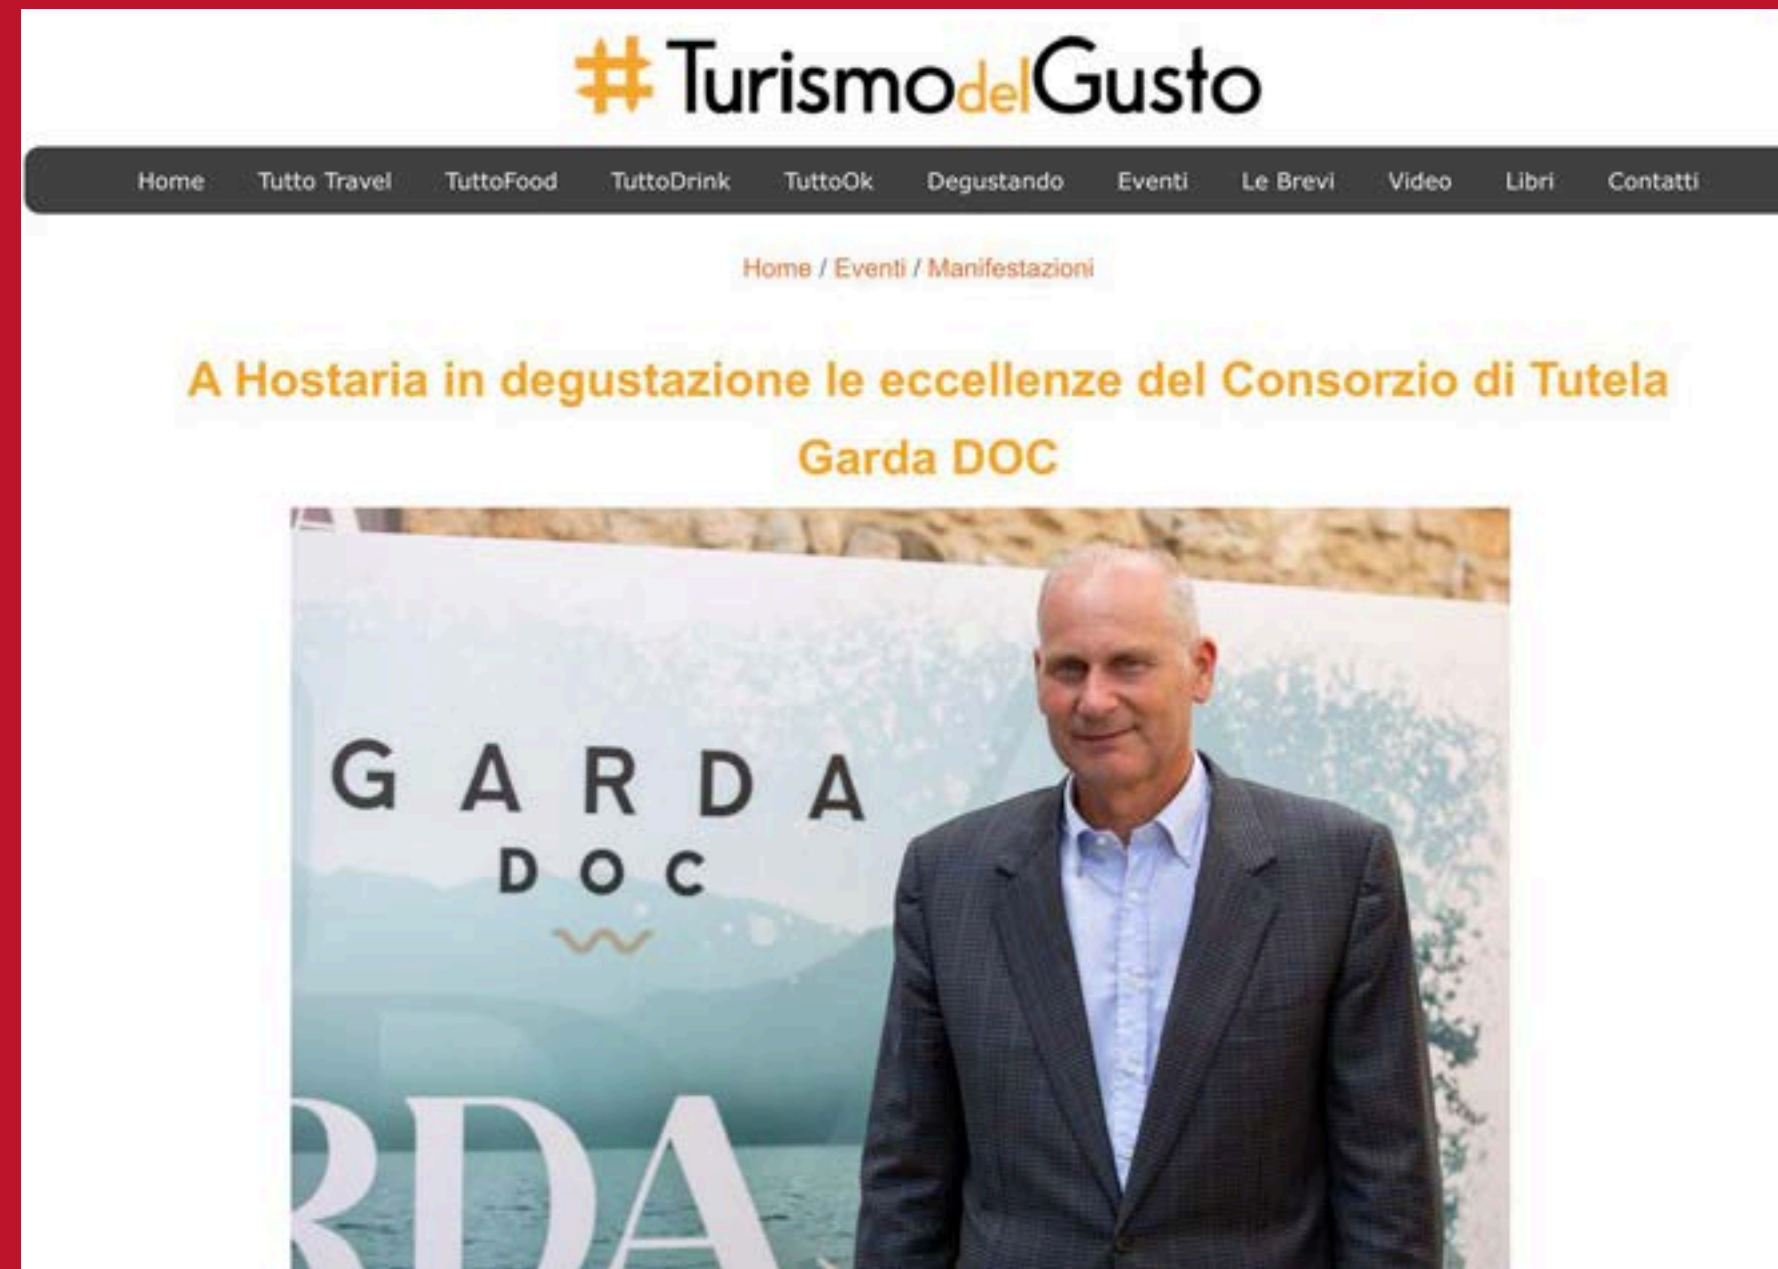 #TurismodelGusto
Home Tutto Travel TuttoFood TuttoDrink TuttoOk Degustando Eventi Le Brevi Video Libri Contatti
Home / Eventi / Manifestazioni
A Hostaria in degustazione le eccellenze del Consorzio di Tutela
Garda DOC
GARDA
DOC
RDA